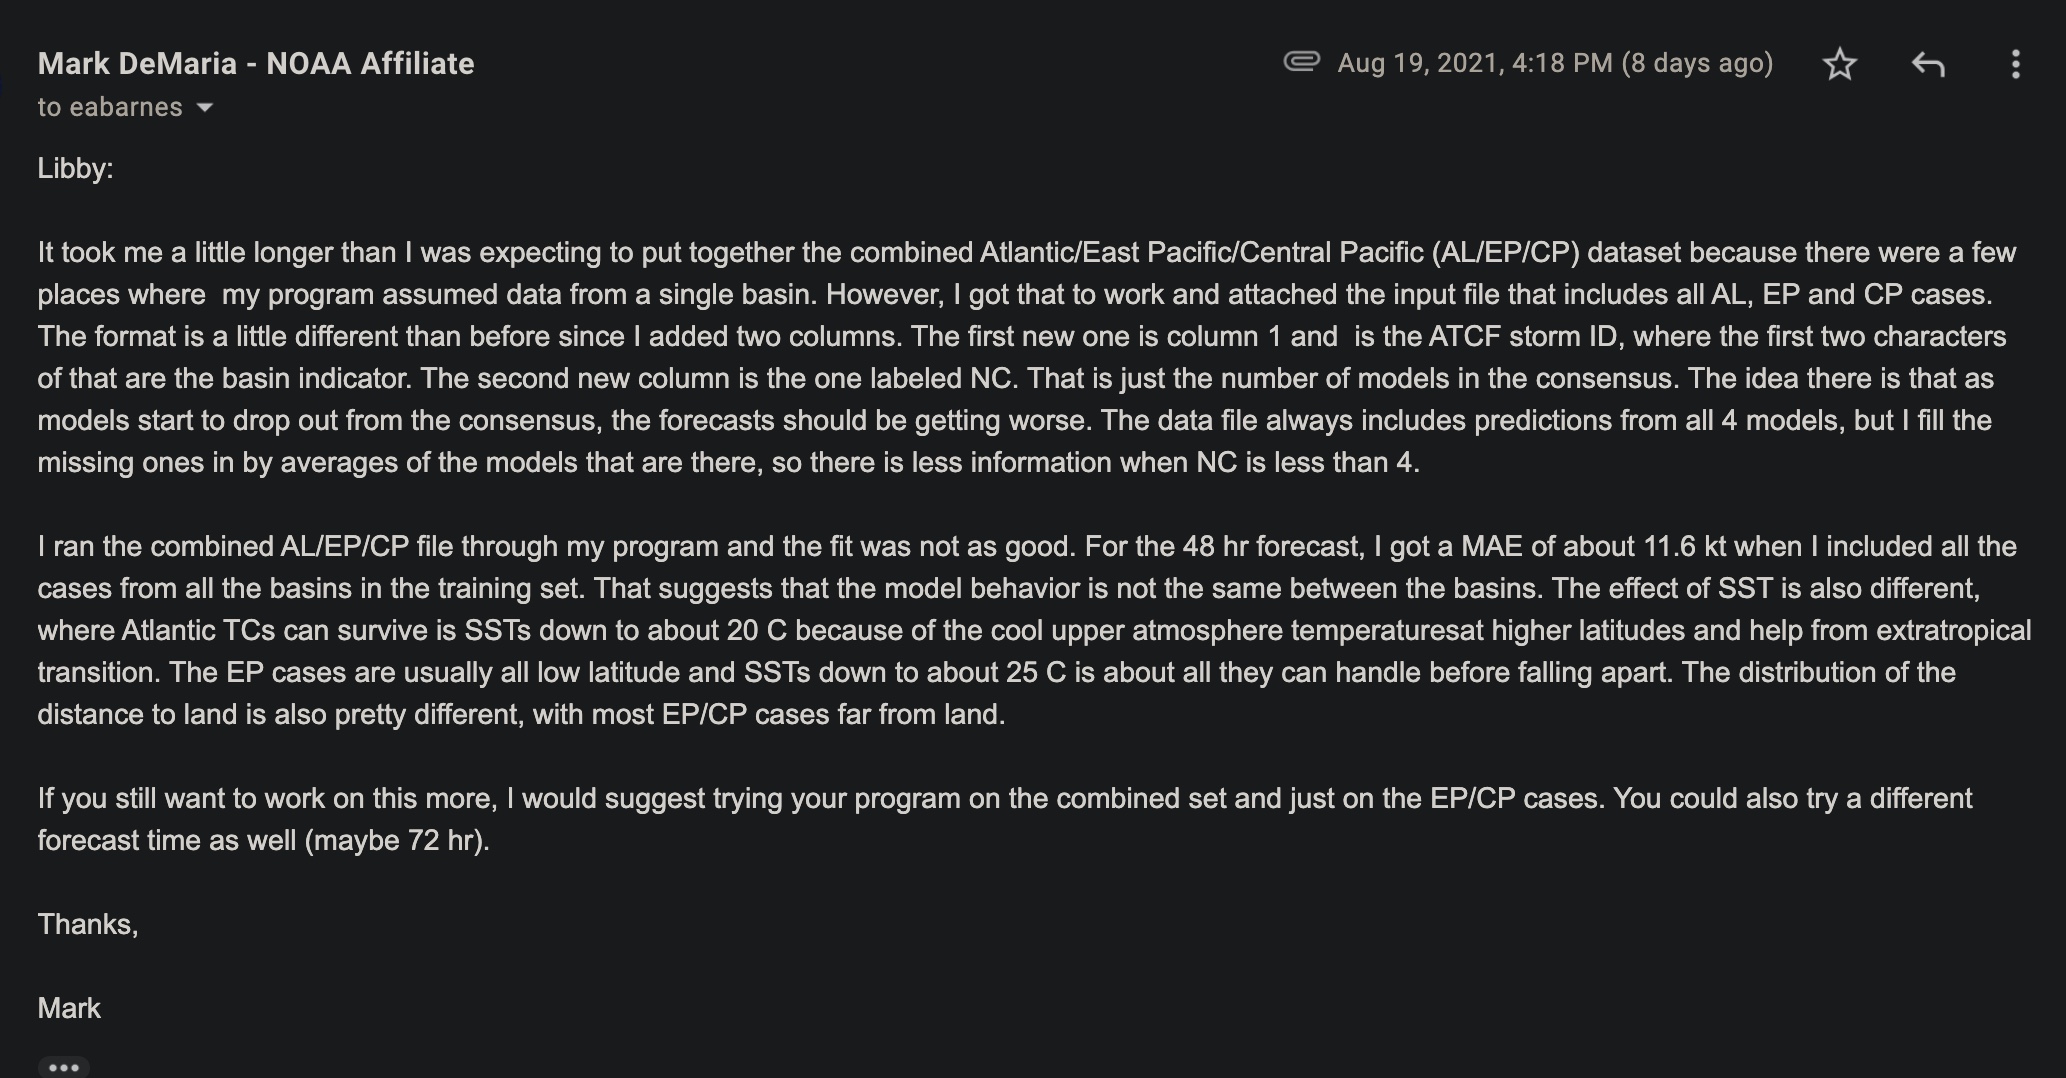 Mark DeMaria - NOAA Affiliate
Aug 19, 2021, 4:18 PM (8 days ago)
to eabarnes
Libby:
It took me a little longer than I was expecting to put together the combined Atlantic/East Pacific/Central Pacific (AL/EP/CP) dataset because there were a few
places where  my program assumed data from a single basin. However, I got that to work and attached the input file that includes all AL, EP and CP cases.
The format is a little different than before since I added two columns. The first new one is column 1 and  is the ATCF storm ID, where the first two characters
of that are the basin indicator. The second new column is the one labeled NC. That is just the number of models in the consensus. The idea there is that as
models start to drop out from the consensus, the forecasts should be getting worse. The data file always includes predictions from all 4 models, but I fill the
missing ones in by averages of the models that are there, so there is less information when NC is less than 4.
I ran the combined AL/EP/CP file through my program and the fit was not as good. For the 48 hr forecast, I got a MAE of about 11.6 kt when I included all the
cases from all the basins in the training set. That suggests that the model behavior is not the same between the basins. The effect of SST is also different,
where Atlantic TCs can survive is SSTs down to about 20 C because of the cool upper atmosphere temperaturesat higher latitudes and help from extratropical
transition. The EP cases are usually all low latitude and SSTs down to about 25 C is about all they can handle before falling apart. The distribution of the
distance to land is also pretty different, with most EP/CP cases far from land.
If you still want to work on this more, I would suggest trying your program on the combined set and just on the EP/CP cases. You could also try a different
forecast time as well (maybe 72 hr).
Thanks,
Mark